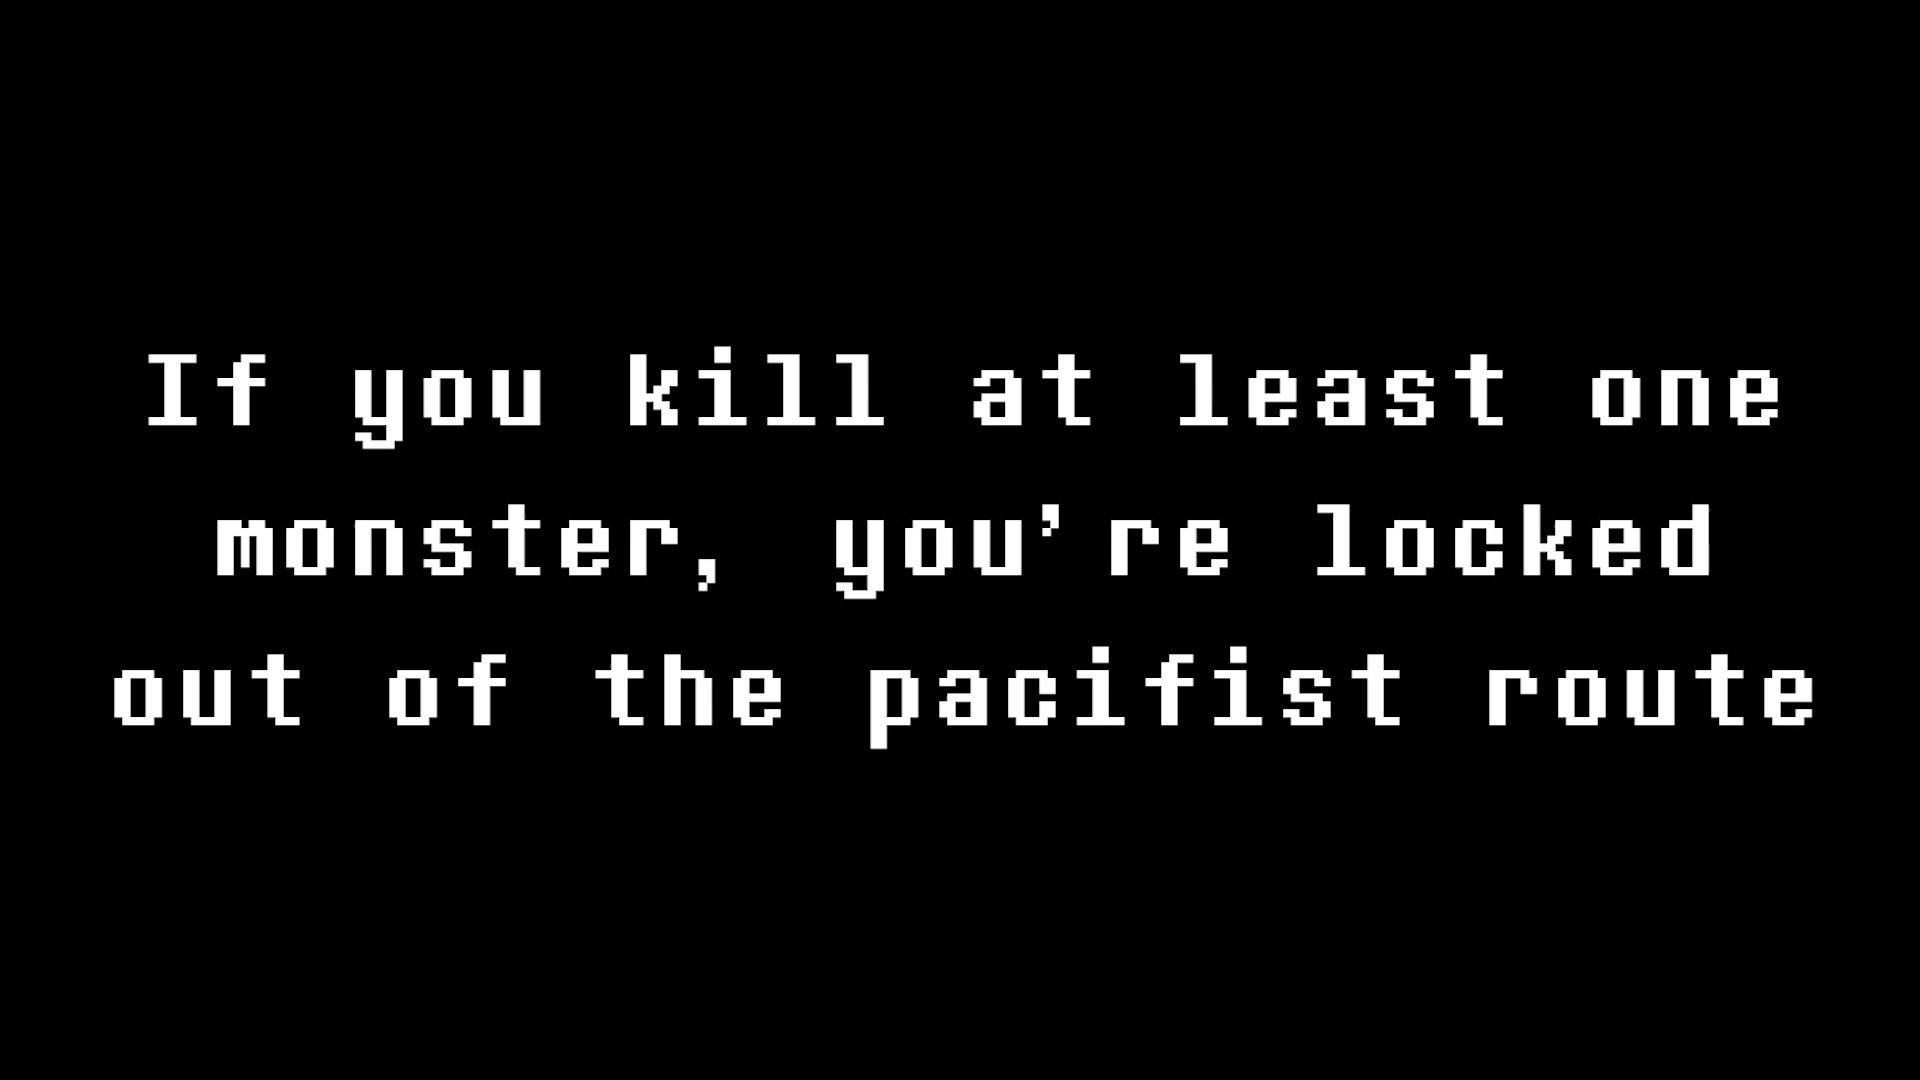 If you kill at least one
monster, you're locked
out of the pacifist route